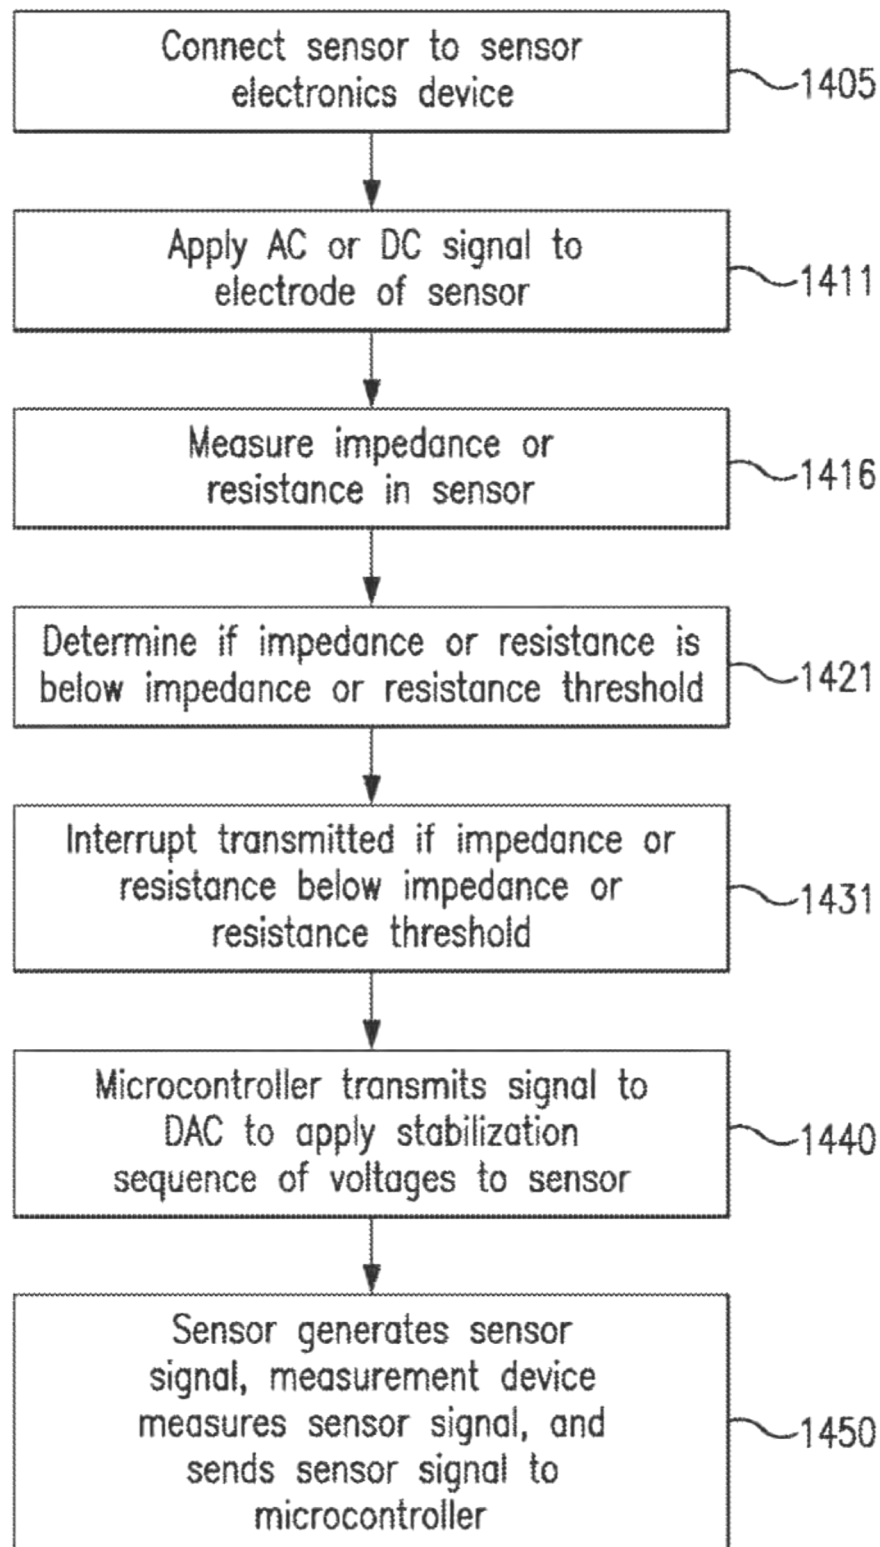 Connect sensor to sensor
electronics device
1405
Apply AC or DC signal to
electrode of sensor
1411
Measure impedance or
resistance in sensor
1416
Determine if impedance or resistance is
below impedance or resistance threshold
1421
Interrupt transmitted if impedance or
resistance below impedance or
resistance threshold
1431
Microcontroller transmits signal to
DAC to apply stabilization
sequence of voltages to sensor
1440
Sensor generates sensor
signal, measurement device
measures sensor signal, and
sends sensor signal to
microcontroller
1450